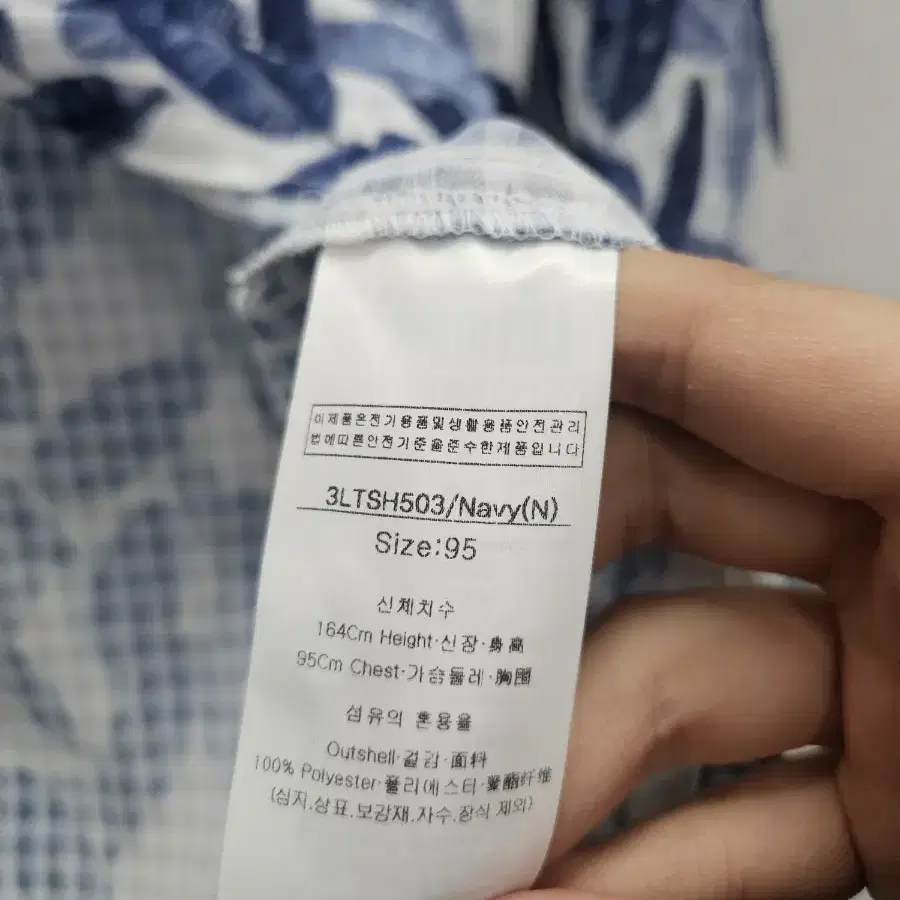 이제품은전기용품및생활용품안전관리
법에따른안전기준을준수한제품입니다
3LTSH503/Navy(N)
Size:95
신체치수
164Cm Height·신장·身高
95Cm Chest·가슴둘레·胸圍
섬유의 혼용율
Outshell·겉감·面料
100% Polyester·폴리에스터·聚酯纤维
(심지.상표.보강재.자수.장식 제외)